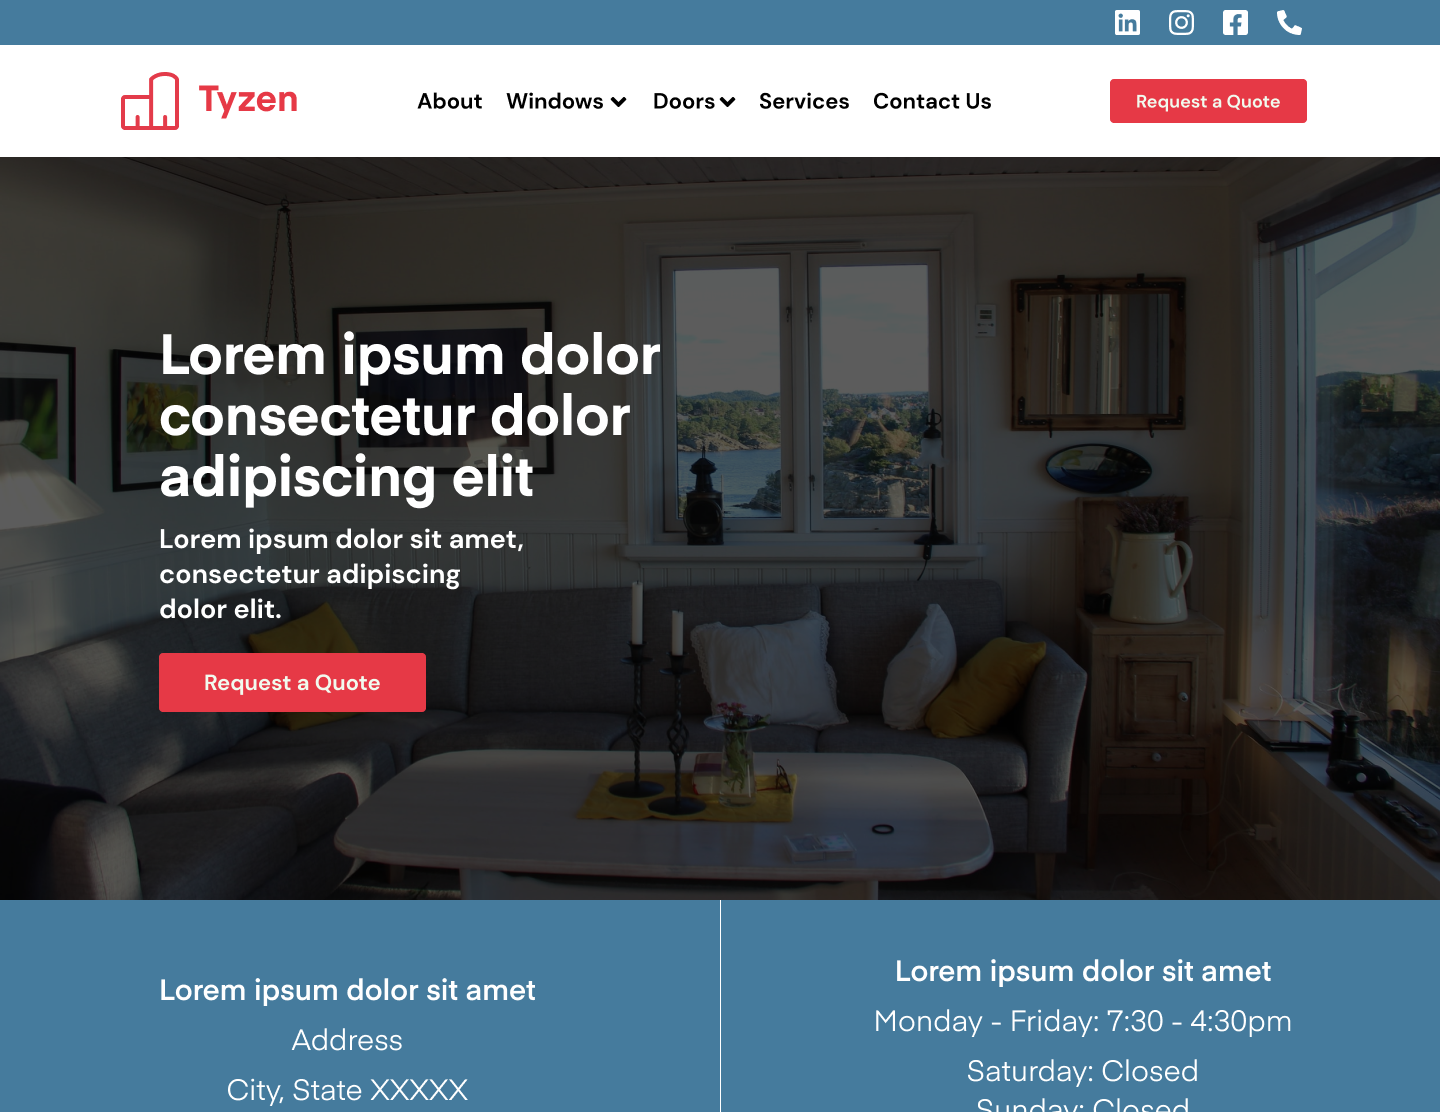 Tyzen
About Windows Doors Services Contact Us
Request a Quote
Lorem ipsum dolor
consectetur dolor
adipiscing elit
Lorem ipsum dolor sit amet,
consectetur adipiscing
dolor elit.
Request a Quote
Lorem ipsum dolor sit amet
Address
City, State XXXXX
Lorem ipsum dolor sit amet
Monday - Friday: 7:30 - 4:30pm
Saturday: Closed
Sunday: Closed